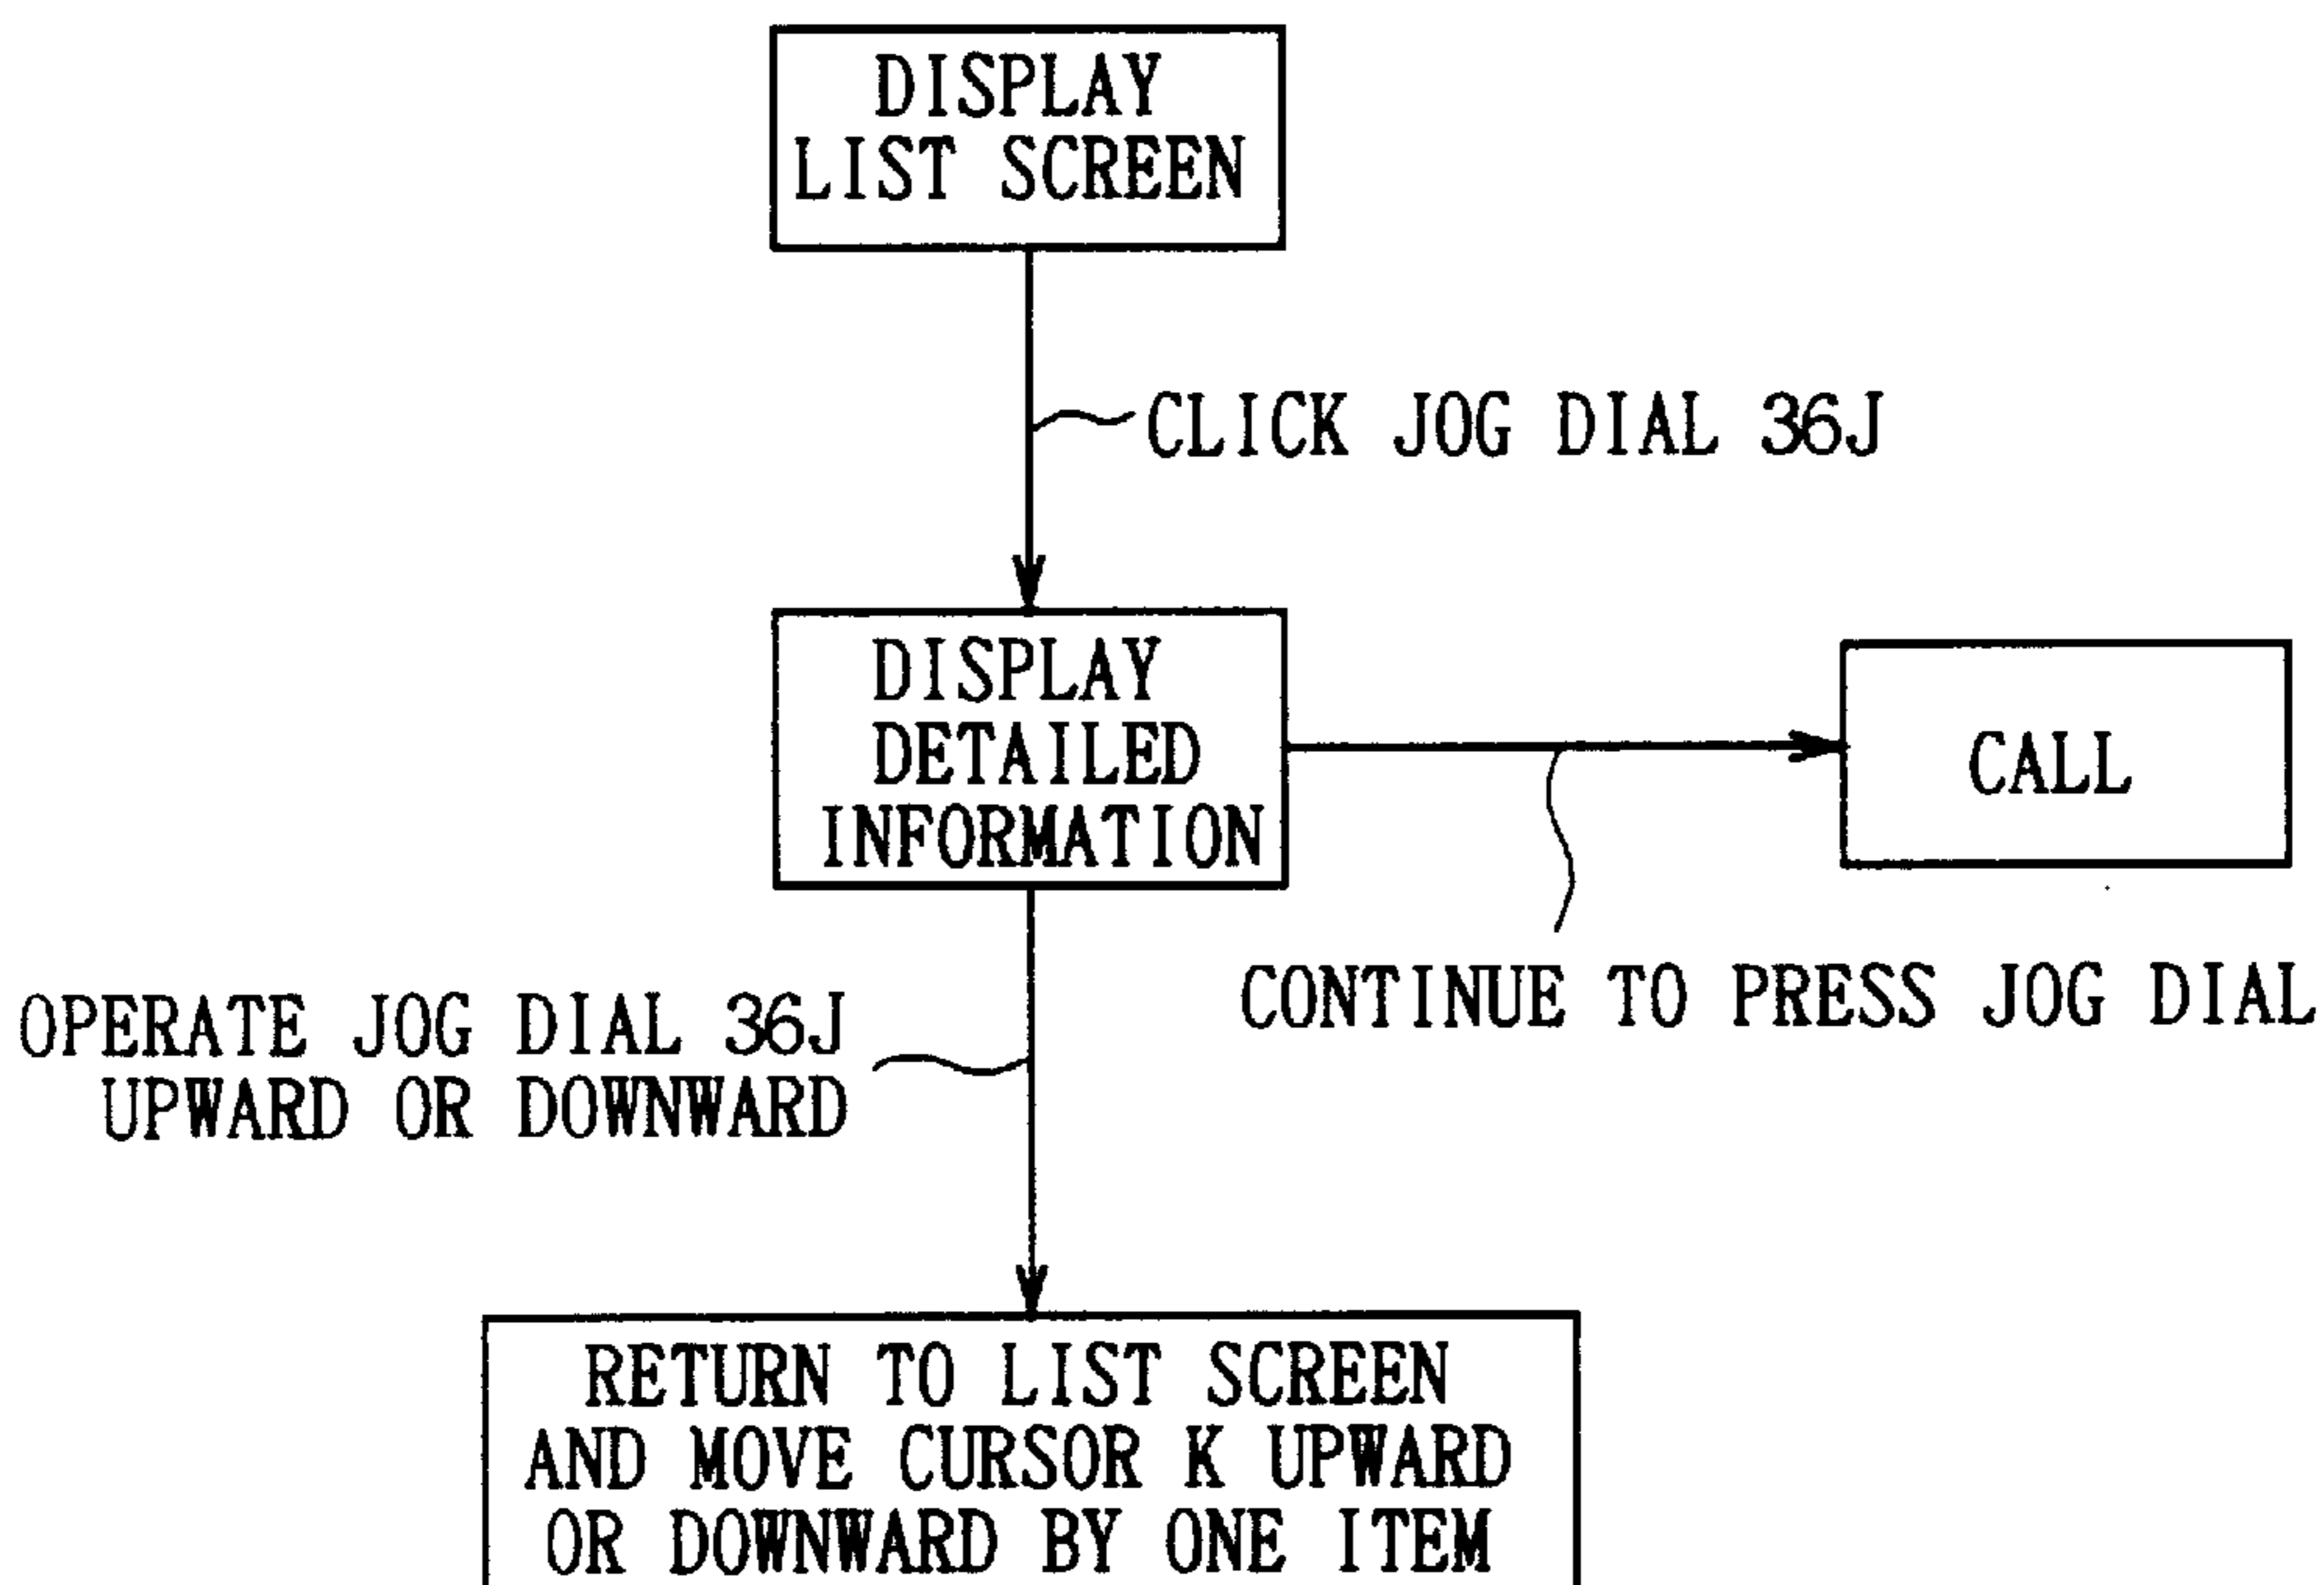 DISPLAY
LIST SCREEN
CLICK JOG DIAL 36J
DISPLAY
DETAILED
INFORMATION
CALL
CONTINUE TO PRESS JOG DIAL
OPERATE JOG DIAL 36J
UPWARD OR DOWNWARD
RETURN TO LIST SCREEN
AND MOVE CURSOR K UPWARD
OR DOWNWARD BY ONE ITEM